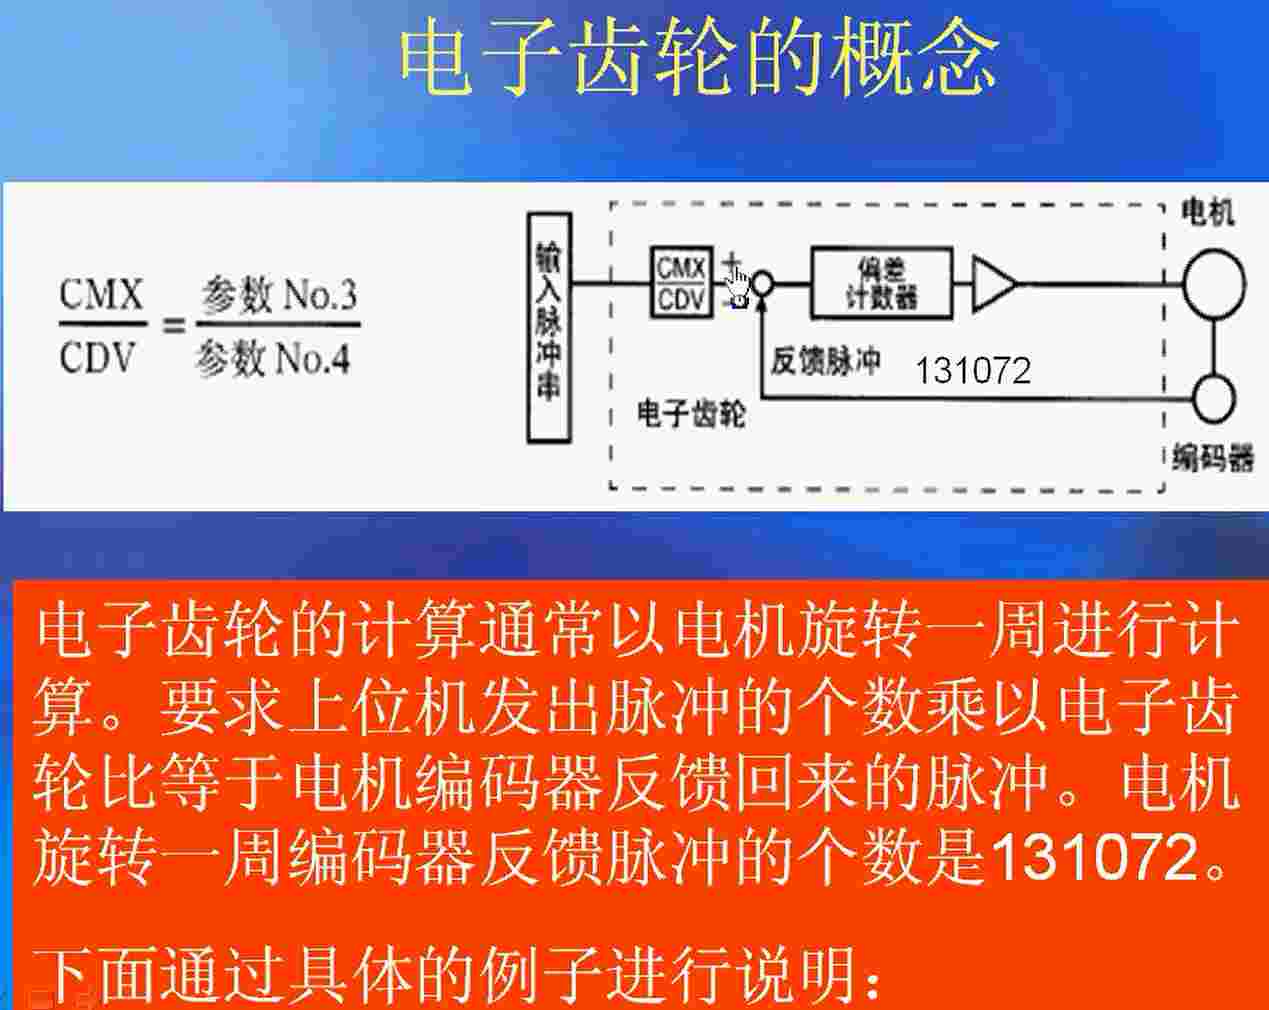 电子齿轮的概念
CMX
CDV
=
参数 No.3
参数 No.4
输入脉冲串
CMX
CDV
+
-
偏差
计数器
电机
反馈脉冲 131072
电子齿轮
编码器
电子齿轮的计算通常以电机旋转一周进行计
算。要求上位机发出脉冲的个数乘以电子齿
轮比等于电机编码器反馈回来的脉冲。电机
旋转一周编码器反馈脉冲的个数是131072。
下面通过具体的例子进行说明：